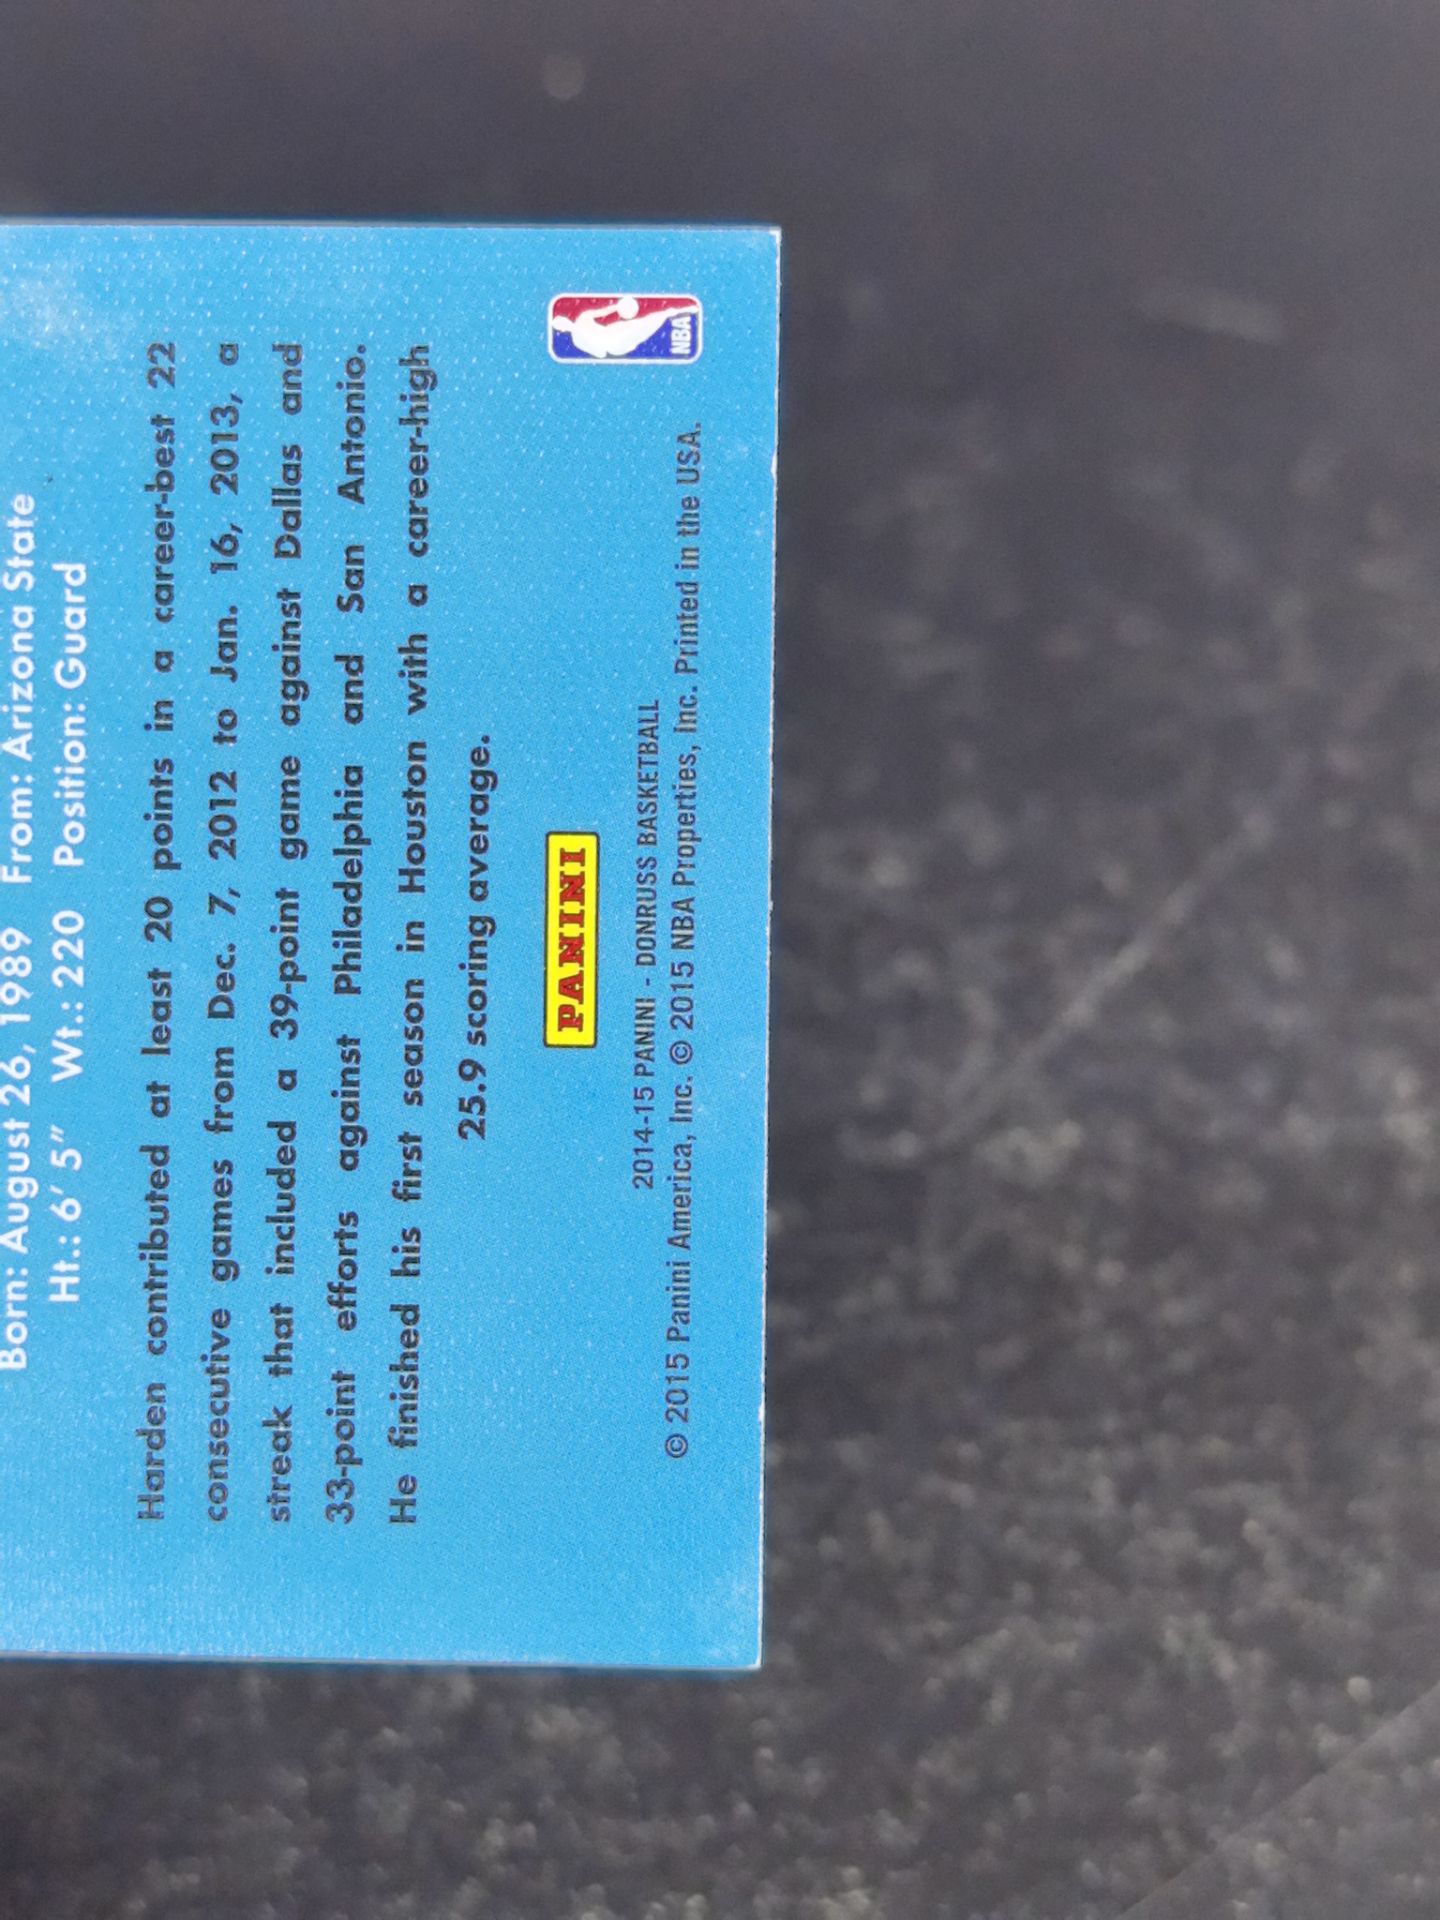 Born: August 26, 1989 From: Arizona State
Ht.: 6' 5" Wt.: 220 Position: Guard
Harden contributed at least 20 points in a career-best 22
consecutive games from Dec. 7, 2012 to Jan. 16, 2013, a
streak that included a 39-point game against Dallas and
33-point efforts against Philadelphia and San Antonio.
He finished his first season in Houston with a career-high
25.9 scoring average.
PANINI
2014-15 PANINI - DONRUSS BASKETBALL
© 2015 Panini America, Inc. © 2015 NBA Properties, Inc. Printed in the USA.
NBA